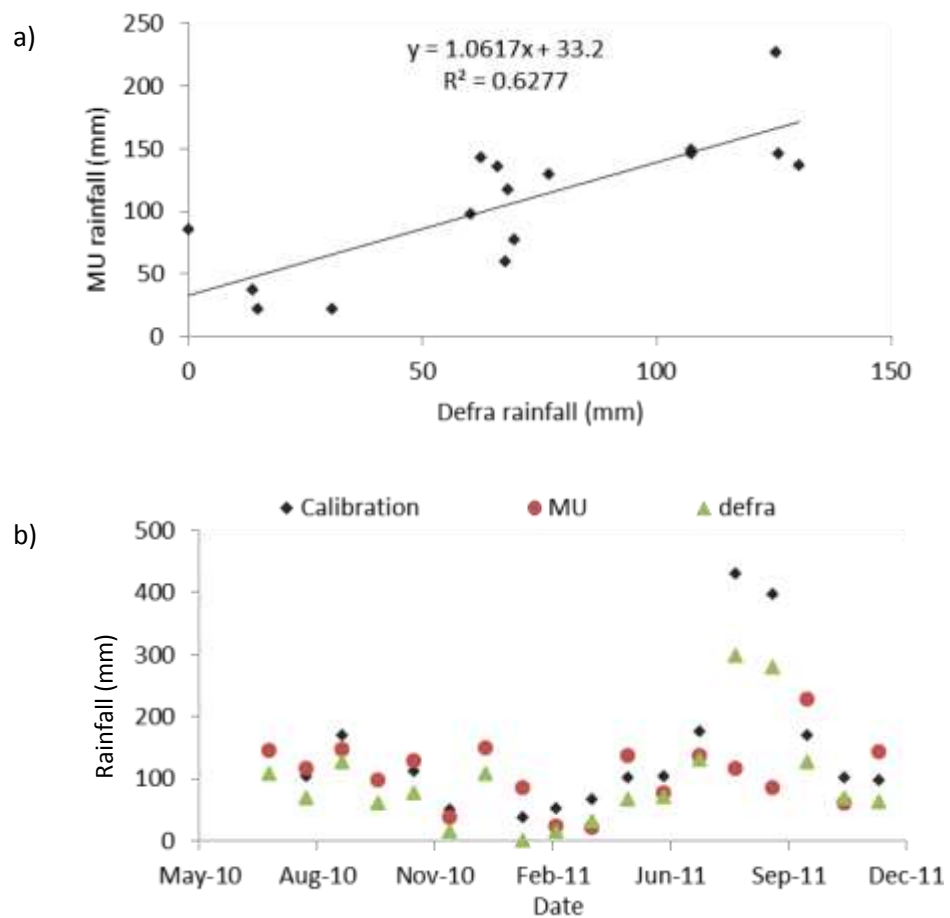 a)
250
200
150
100
50
0
MU rainfall (mm)
y = 1.0617x + 33.2
R² = 0.6277
0 50 100 150
Defra rainfall (mm)
b)
Calibration MU defra
500
400
300
200
100
0
Rainfall (mm)
May-10 Aug-10 Nov-10 Feb-11 Jun-11 Sep-11 Dec-11
Date